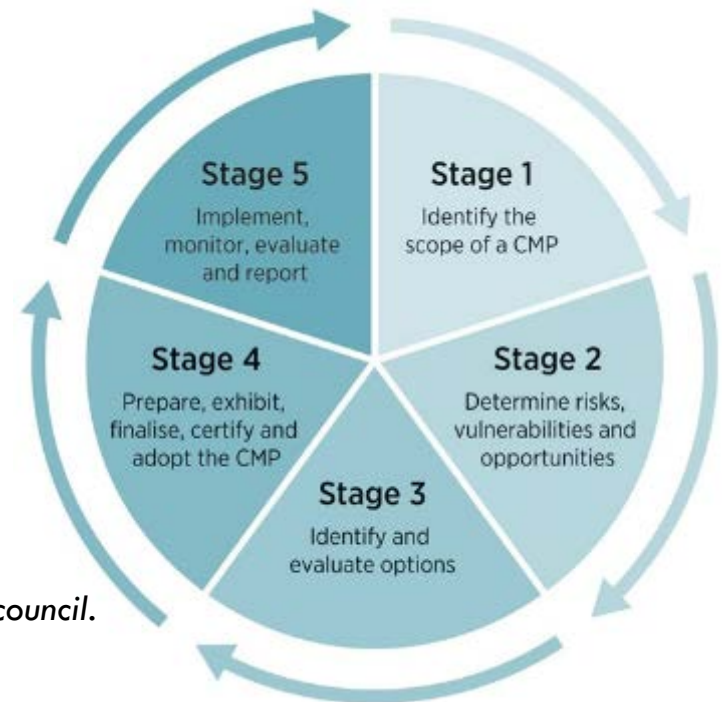 Stage 1
Identify the
scope of a CMP
Stage 2
Determine risks,
vulnerabilities and
opportunities
Stage 3
Identify and
evaluate options
Stage 4
Prepare, exhibit,
finalise, certify and
adopt the CMP
Stage 5
Implement,
monitor, evaluate
and report
council.